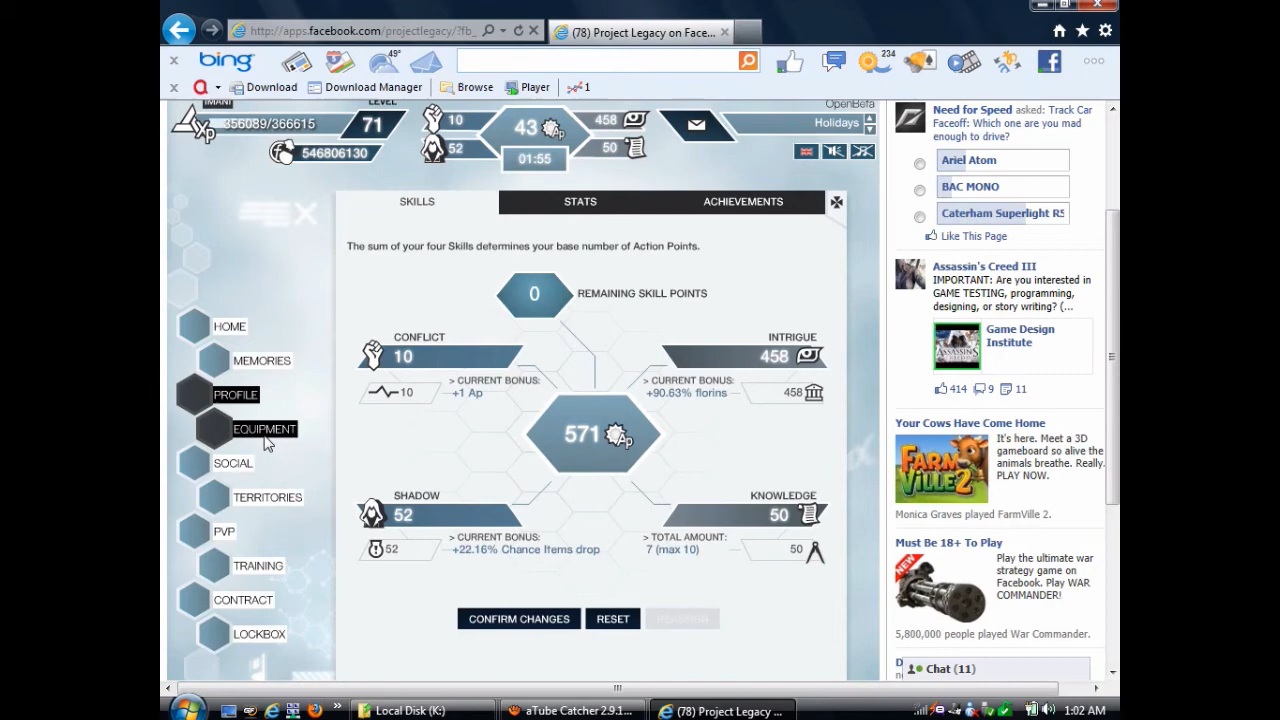 http://apps.facebook.com/projectlegacy/?fb_
(78) Project Legacy on Face...
bing
49°
234
Download
Download Manager
Browse
Player
1
IMANI
LEVEL
356089/366615
71
546806130
10
52
43 Ap
01:55
458
50
OpenBeta
Holidays
SKILLS
STATS
ACHIEVEMENTS
The sum of your four Skills determines your base number of Action Points.
0
REMAINING SKILL POINTS
CONFLICT
10
10
> CURRENT BONUS:
+1 Ap
INTRIGUE
458
> CURRENT BONUS:
+90.63% florins
458
571 Ap
SHADOW
52
52
> CURRENT BONUS:
+22.16% Chance Items drop
KNOWLEDGE
50
> TOTAL AMOUNT:
7 (max 10)
50
CONFIRM CHANGES
RESET
HOME
MEMORIES
PROFILE
EQUIPMENT
SOCIAL
TERRITORIES
PVP
TRAINING
CONTRACT
LOCKBOX
Need for Speed asked: Track Car
Faceoff: Which one are you mad
enough to drive?
Ariel Atom
BAC MONO
Caterham Superlight R5
Like This Page
Assassin's Creed III
IMPORTANT: Are you interested in
GAME TESTING, programming,
designing, or story writing? (...
Game Design
Institute
414
9
11
Your Cows Have Come Home
It's here. Meet a 3D
gameboard so alive the
animals breathe. Really.
PLAY NOW.
FARMVILLE 2
Monica Graves played FarmVille 2.
Must Be 18+ To Play
NEW
Play the ultimate war
strategy game on
Facebook. Play WAR
COMMANDER!
5,800,000 people played War Commander.
Chat (11)
Local Disk (K:)
aTube Catcher 2.9.1...
(78) Project Legacy ...
1:02 AM